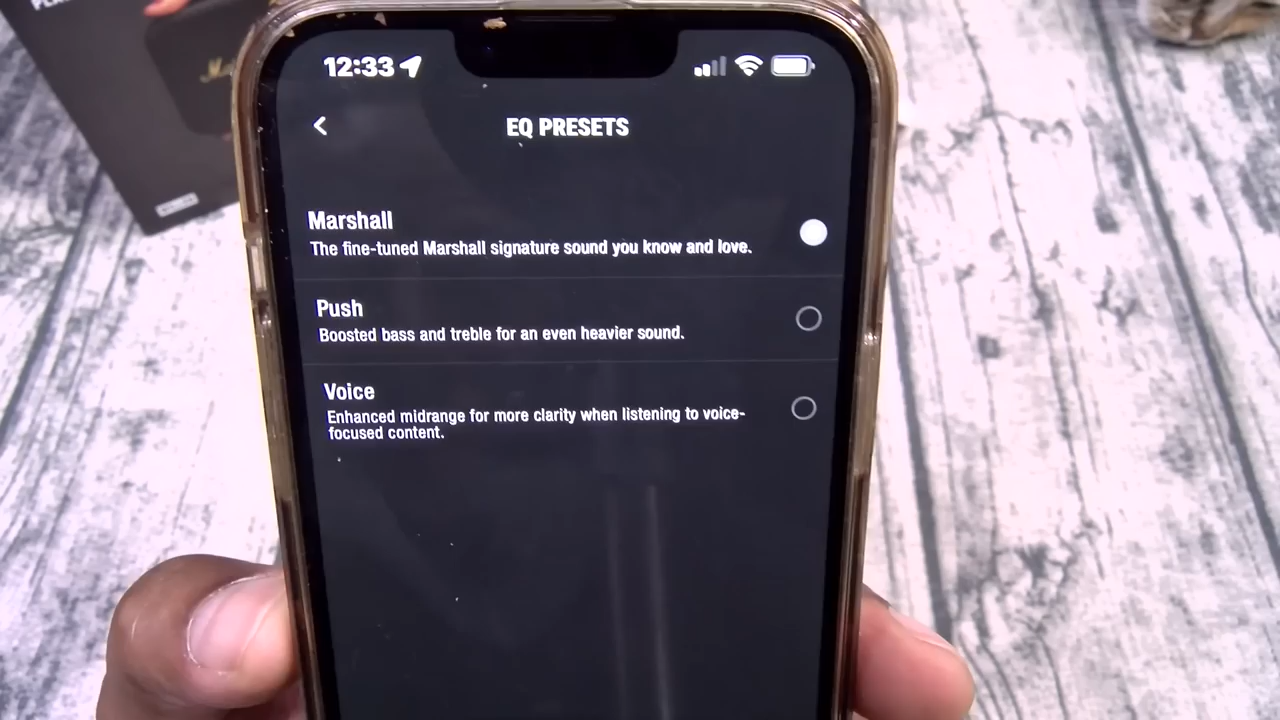 12:33
EQ PRESETS
Marshall
The fine-tuned Marshall signature sound you know and love.
Push
Boosted bass and treble for an even heavier sound.
Voice
Enhanced midrange for more clarity when listening to voice-
focused content.